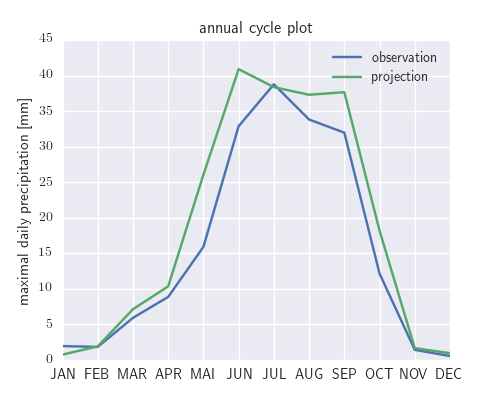 annual cycle plot
observation
projection
maximal daily precipitation [mm]
45
40
35
30
25
20
15
10
5
0
JAN FEB MAR APR MAI JUN JUL AUG SEP OCT NOV DEC